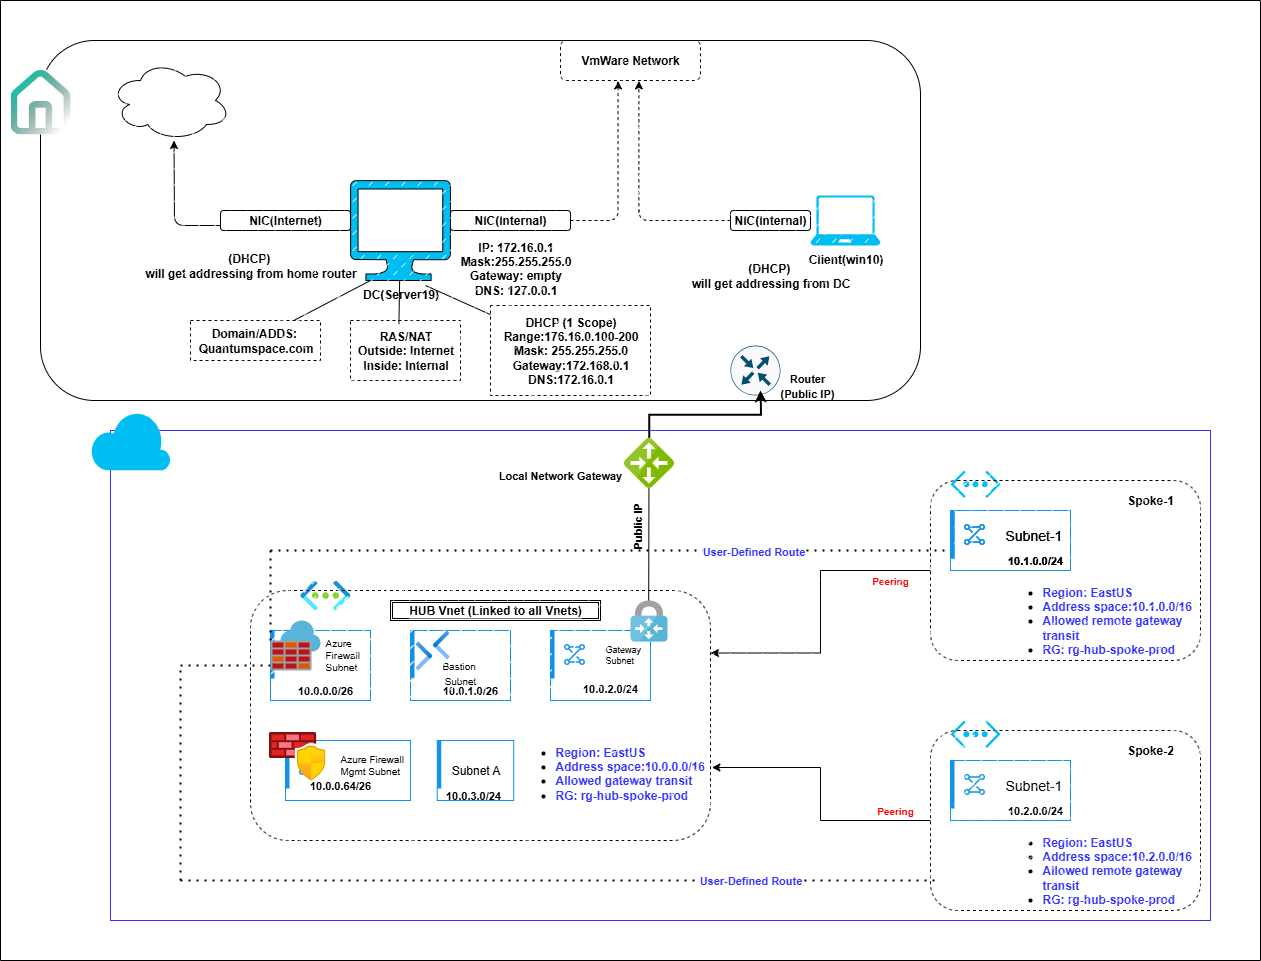 VmWare Network
NIC(Internet)
NIC(Internal)
NIC(Internal)
(DHCP)
will get addressing from home router
IP: 172.16.0.1
Mask:255.255.255.0
Gateway: empty
DNS: 127.0.0.1
DC(Server19)
Client(win10)
(DHCP)
will get addressing from DC
Domain/ADDS:
Quantumspace.com
RAS/NAT
Outside: Internet
Inside: Internal
DHCP (1 Scope)
Range:176.16.0.100-200
Mask: 255.255.255.0
Gateway:172.168.0.1
DNS:172.16.0.1
Router
(Public IP)
Local Network Gateway
Public IP
User-Defined Route
Spoke-1
Subnet-1
10.1.0.0/24
Peering
Region: EastUS
Address space:10.1.0.0/16
Allowed remote gateway
transit
RG: rg-hub-spoke-prod
HUB Vnet (Linked to all Vnets)
Azure
Firewall
Subnet
10.0.0.0/26
Bastion
Subnet
10.0.1.0/26
Gateway
Subnet
10.0.2.0/24
Azure Firewall
Mgmt Subnet
10.0.0.64/26
Subnet A
10.0.3.0/24
Region: EastUS
Address space:10.0.0.0/16
Allowed gateway transit
RG: rg-hub-spoke-prod
Spoke-2
Subnet-1
10.2.0.0/24
Peering
Region: EastUS
Address space:10.2.0.0/16
Allowed remote gateway
transit
RG: rg-hub-spoke-prod
User-Defined Route